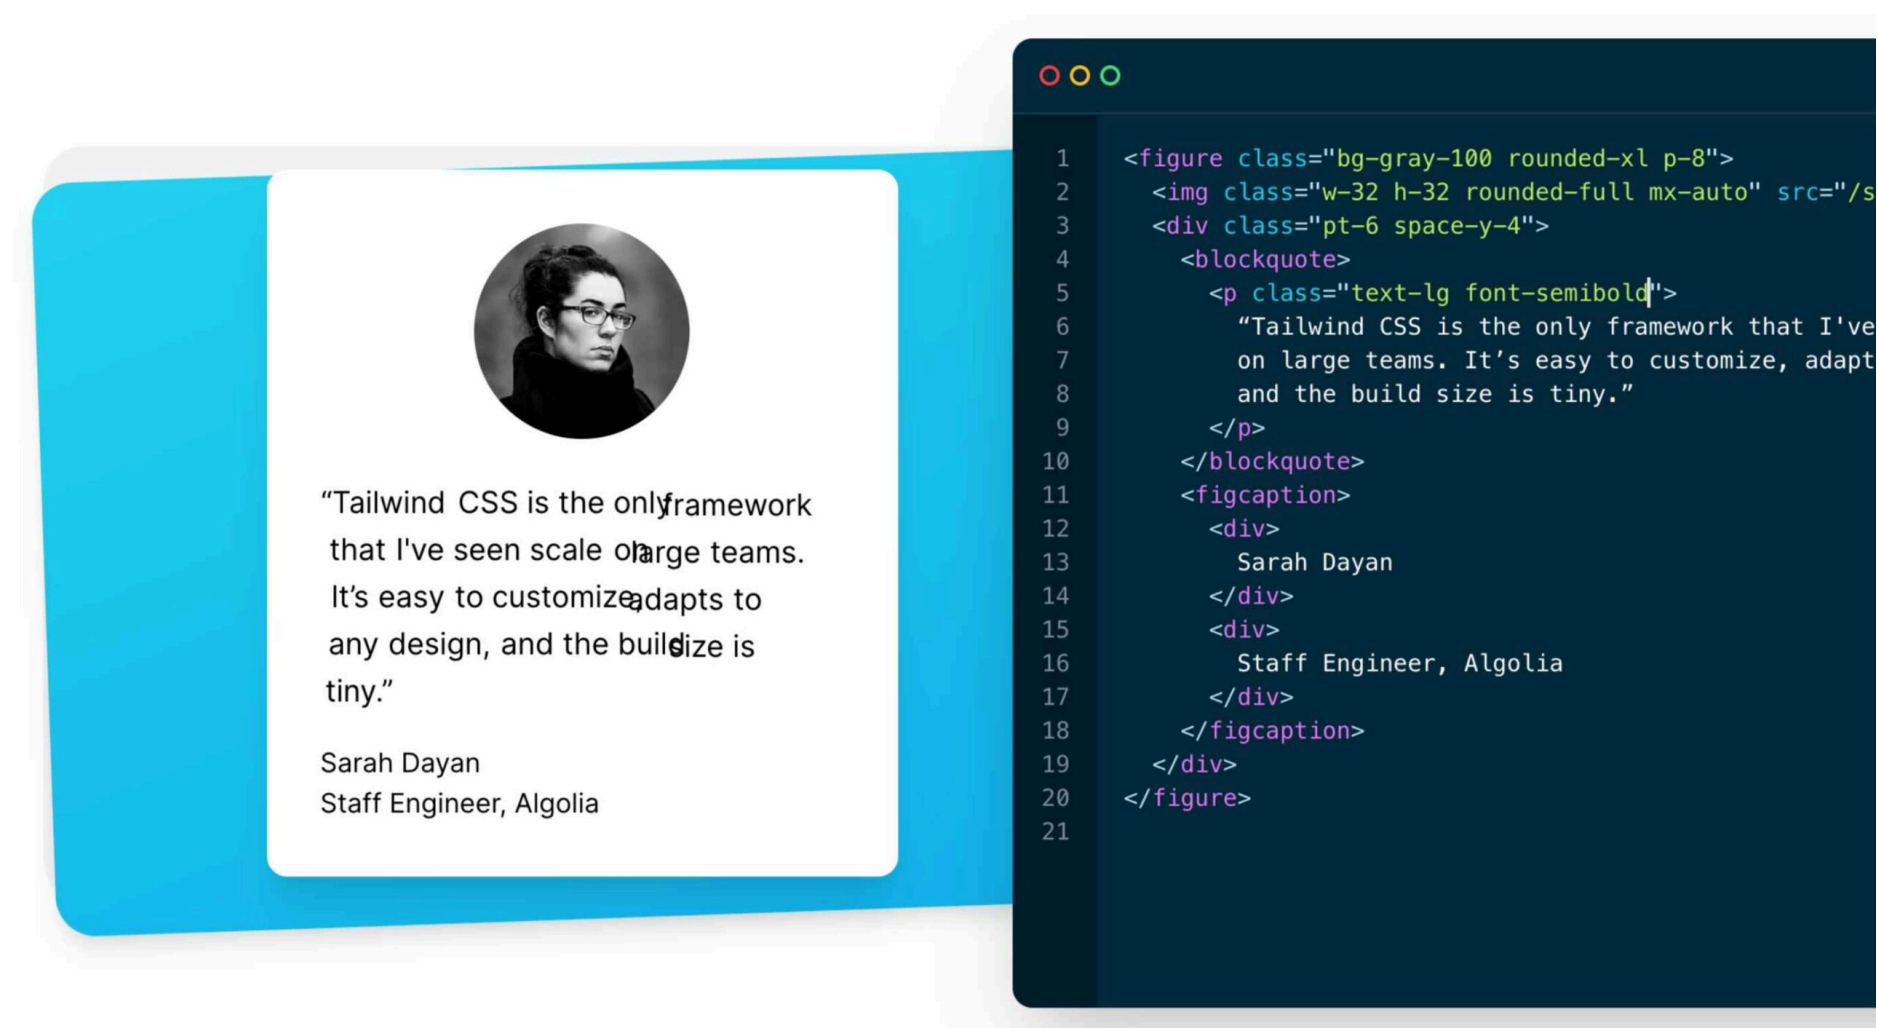 “Tailwind CSS is the only framework
that I've seen scale on large teams.
It’s easy to customize, adapts to
any design, and the build size is
tiny.”
Sarah Dayan
Staff Engineer, Algolia
1 <figure class="bg-gray-100 rounded-xl p-8">
2 <img class="w-32 h-32 rounded-full mx-auto" src="/s
3 <div class="pt-6 space-y-4">
4 <blockquote>
5 <p class="text-lg font-semibold">
6 “Tailwind CSS is the only framework that I've
7 on large teams. It’s easy to customize, adapt
8 and the build size is tiny.”
9 </p>
10 </blockquote>
11 <figcaption>
12 <div>
13 Sarah Dayan
14 </div>
15 <div>
16 Staff Engineer, Algolia
17 </div>
18 </figcaption>
19 </div>
20 </figure>
21